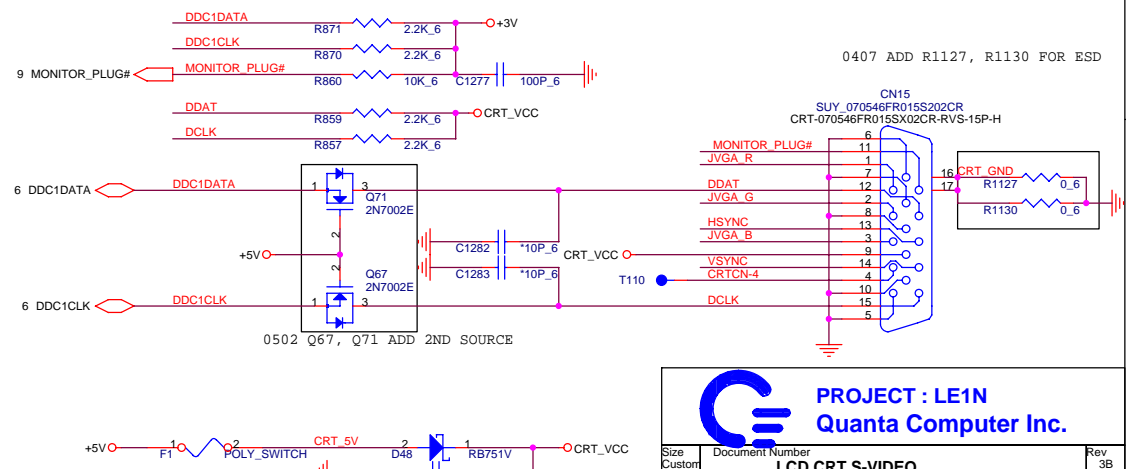 DDC1DATA
R871 2.2K_6
+3V
DDC1CLK
R870 2.2K_6
9 MONITOR_PLUG#
MONITOR_PLUG#
R860 10K_6
C1277 100P_6
0407 ADD R1127, R1130 FOR ESD
DDAT
R859 2.2K_6
CRT_VCC
DCLK
R857 2.2K_6
CN15
SUY_070546FR015S202CR
CRT-070546FR015SX02CR-RVS-15P-H
6 DDC1DATA
DDC1DATA
1 3
Q71
2N7002E
2
+5V
2
Q67
2N7002E
6 DDC1CLK
DDC1CLK
1 3
0502 Q67, Q71 ADD 2ND SOURCE
C1282 *10P_6
C1283 *10P_6
CRT_VCC
T110
6
MONITOR_PLUG# 11
JVGA_R 1
7
DDAT 12
JVGA_G 2
8
HSYNC 13
JVGA_B 3
9
VSYNC 14
CRTCN-4 4
10
DCLK 15
5
16 CRT_GND
17
R1127 0_6
R1130 0_6
+5V
1 2
F1 POLY_SWITCH
CRT_5V
2 1
D48 RB751V
CRT_VCC
PROJECT : LE1N
Quanta Computer Inc.
Size
Custom
Document Number
LCD CRT S-VIDEO
Rev
3B